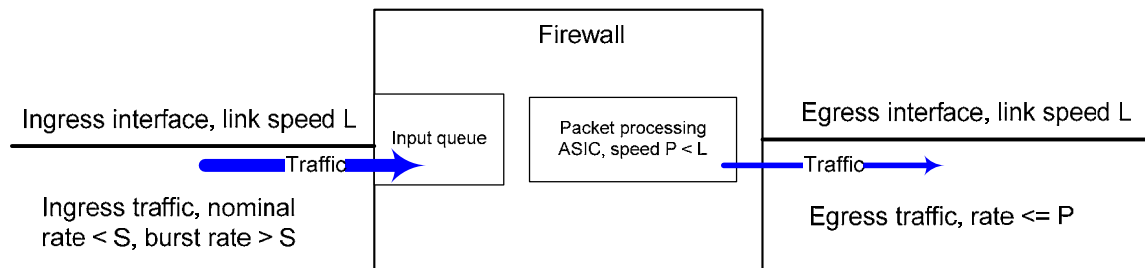 Firewall
Ingress interface, link speed L
Input queue
Packet processing
ASIC, speed P < L
Egress interface, link speed L
Traffic
Traffic
Ingress traffic, nominal
rate < S, burst rate > S
Egress traffic, rate <= P